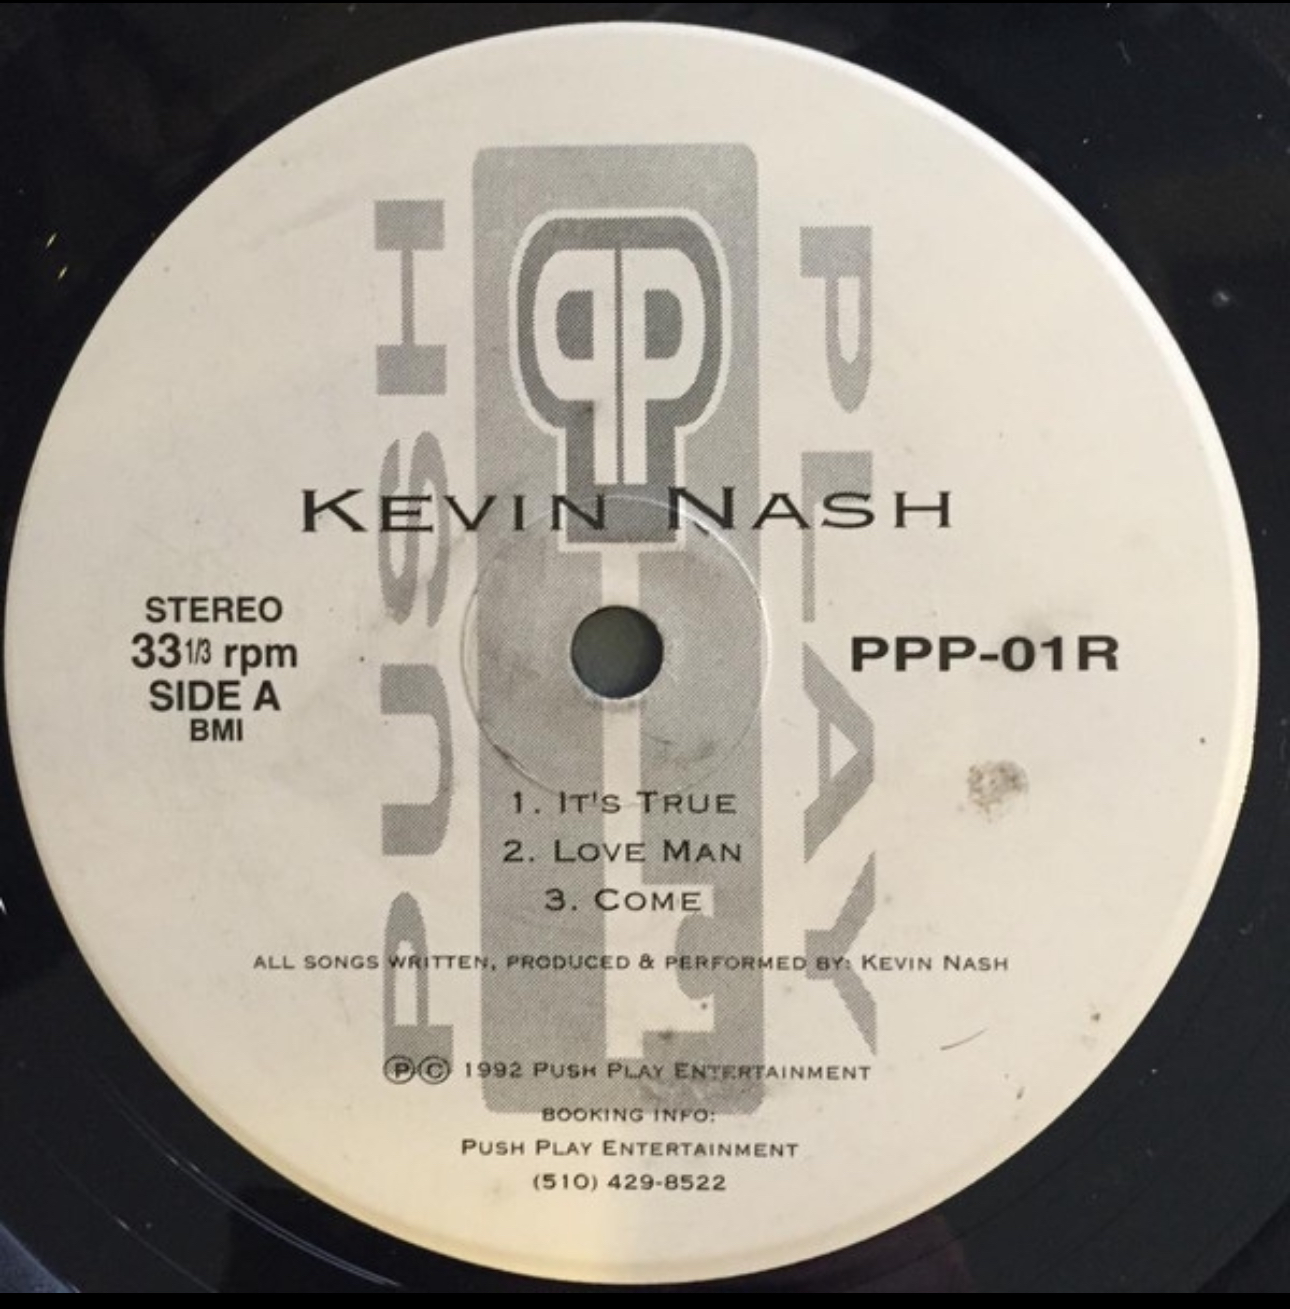 PUSH
PLAY
PP
KEVIN NASH
STEREO
33 1/3 rpm
SIDE A
BMI
PPP-01R
1. IT'S TRUE
2. LOVE MAN
3. COME
ALL SONGS WRITTEN, PRODUCED & PERFORMED BY: KEVIN NASH
℗© 1992 PUSH PLAY ENTERTAINMENT
BOOKING INFO:
PUSH PLAY ENTERTAINMENT
(510) 429-8522